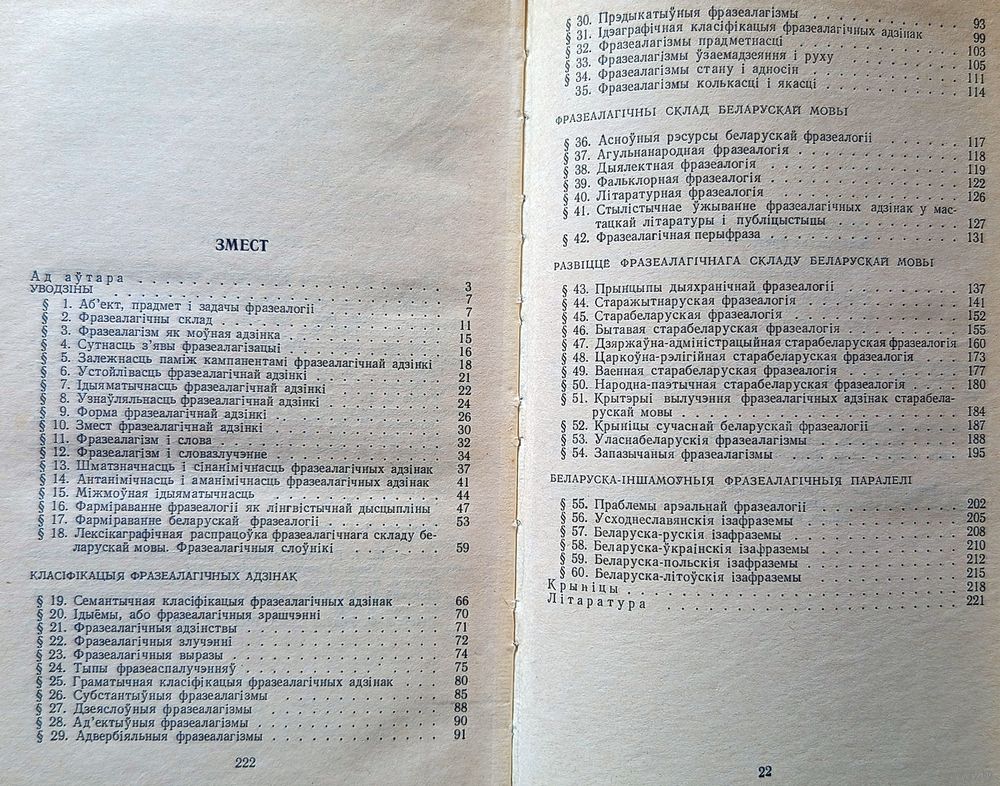 ЗМЕСТ
Ад аўтара 3
УВОДЗІНЫ 7
§ 1. Аб'ект, прадмет і задачы фразеалогіі 7
§ 2. Фразеалагічны склад 11
§ 3. Фразеалагізм як моўная адзінка 15
§ 4. Сутнасць з'явы фразеалагізацыі 16
§ 5. Залежнасць паміж кампанентамі фразеалагічнай адзінкі 18
§ 6. Устойлівасць фразеалагічнай адзінкі 21
§ 7. Ідыяматычнасць фразеалагічнай адзінкі 22
§ 8. Узнаўляльнасць фразеалагічнай адзінкі 24
§ 9. Форма фразеалагічнай адзінкі 26
§ 10. Змест фразеалагічнай адзінкі 30
§ 11. Фразеалагізм і слова 32
§ 12. Фразеалагізм і словазлучэнне 34
§ 13. Шматзначнасць і сінанімічнасць фразеалагічных адзінак 37
§ 14. Антанімічнасць і аманімічнасць фразеалагічных адзінак 41
§ 15. Міжмоўная ідыяматычнасць 44
§ 16. Фарміраванне фразеалогіі як лінгвістычнай дысцыпліны 47
§ 17. Фарміраванне беларускай фразеалогіі 53
§ 18. Лексікаграфічная распрацоўка фразеалагічнага складу бе-
ларускай мовы. Фразеалагічныя слоўнікі 59
КЛАСІФІКАЦЫЯ ФРАЗЕАЛАГІЧНЫХ АДЗІНАК
§ 19. Семантычная класіфікацыя фразеалагічных адзінак 66
§ 20. Ідыёмы, або фразеалагічныя зрашчэнні 70
§ 21. Фразеалагічныя адзінствы 71
§ 22. Фразеалагічныя злучэнні 72
§ 23. Фразеалагічныя выразы 74
§ 24. Тыпы фразеаспалучэнняў 75
§ 25. Граматычная класіфікацыя фразеалагічных адзінак 80
§ 26. Субстантыўныя фразеалагізмы 85
§ 27. Дзеяслоўныя фразеалагізмы 88
§ 28. Ад'ектыўныя фразеалагізмы 90
§ 29. Адвербіяльныя фразеалагізмы 91
222
§ 30. Прэдыкатыўныя фразеалагізмы 93
§ 31. Ідэаграфічная класіфікацыя фразеалагічных адзінак 99
§ 32. Фразеалагізмы прадметнасці 103
§ 33. Фразеалагізмы ўзаемадзеяння і руху 105
§ 34. Фразеалагізмы стану і адносін 111
§ 35. Фразеалагізмы колькасці і якасці 114
ФРАЗЕАЛАГІЧНЫ СКЛАД БЕЛАРУСКАЙ МОВЫ
§ 36. Асноўныя рэсурсы беларускай фразеалогіі 117
§ 37. Агульнанародная фразеалогія 118
§ 38. Дыялектная фразеалогія 119
§ 39. Фальклорная фразеалогія 122
§ 40. Літаратурная фразеалогія 126
§ 41. Стылістычнае ўжыванне фразеалагічных адзінак у мас-
тацкай літаратуры і публіцыстыцы 127
§ 42. Фразеалагічная перыфраза 131
РАЗВІЦЦЁ ФРАЗЕАЛАГІЧНАГА СКЛАДУ БЕЛАРУСКАЙ МОВЫ
§ 43. Прынцыпы дыяхранічнай фразеалогіі 137
§ 44. Старажытнаруская фразеалогія 141
§ 45. Старабеларуская фразеалогія 152
§ 46. Бытавая старабеларуская фразеалогія 155
§ 47. Дзяржаўна-адміністрацыйная старабеларуская фразеалогія 160
§ 48. Царкоўна-рэлігійная старабеларуская фразеалогія 173
§ 49. Ваенная старабеларуская фразеалогія 177
§ 50. Народна-паэтычная старабеларуская фразеалогія 180
§ 51. Крытэрыі вылучэння фразеалагічных адзінак старабела-
рускай мовы 184
§ 52. Крыніцы сучаснай беларускай фразеалогіі 187
§ 53. Уласнабеларускія фразеалагізмы 188
§ 54. Запазычаныя фразеалагізмы 195
БЕЛАРУСКА-ІНШАМОЎНЫЯ ФРАЗЕАЛАГІЧНЫЯ ПАРАЛЕЛІ
§ 55. Праблемы арэальнай фразеалогіі 202
§ 56. Усходнеславянскія ізафраземы 205
§ 57. Беларуска-рускія ізафраземы 208
§ 58. Беларуска-ўкраінскія ізафраземы 210
§ 59. Беларуска-польскія ізафраземы 212
§ 60. Беларуска-літоўскія ізафраземы 215
Крыніцы 218
Літаратура 221
22